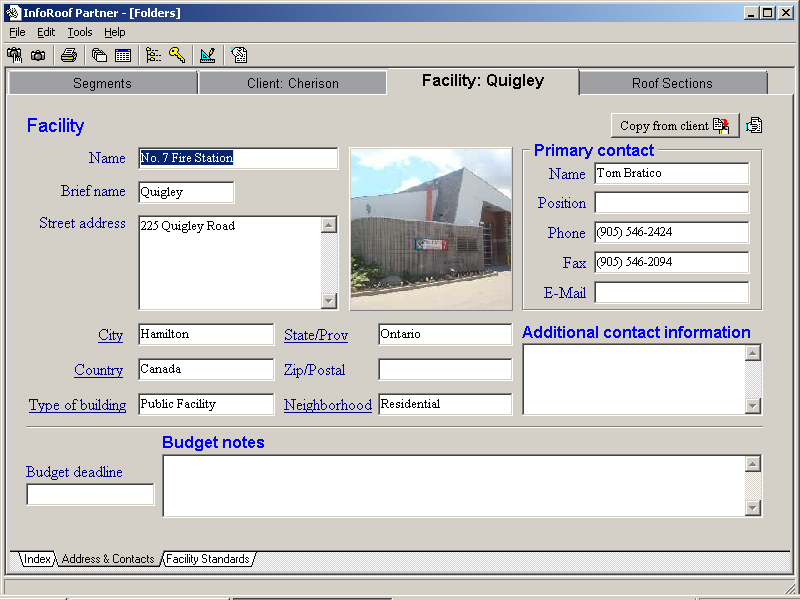 InfoRoof Partner - [Folders]
File Edit Tools Help
Segments
Client: Cherison
Facility: Quigley
Roof Sections
Facility
Copy from client
Name No. 7 Fire Station
Brief name Quigley
Street address 225 Quigley Road
Primary contact
Name Tom Bratico
Position
Phone (905) 546-2424
Fax (905) 546-2094
E-Mail
City Hamilton State/Prov Ontario
Country Canada Zip/Postal
Type of building Public Facility Neighborhood Residential
Additional contact information
Budget notes
Budget deadline
Index Address & Contacts Facility Standards